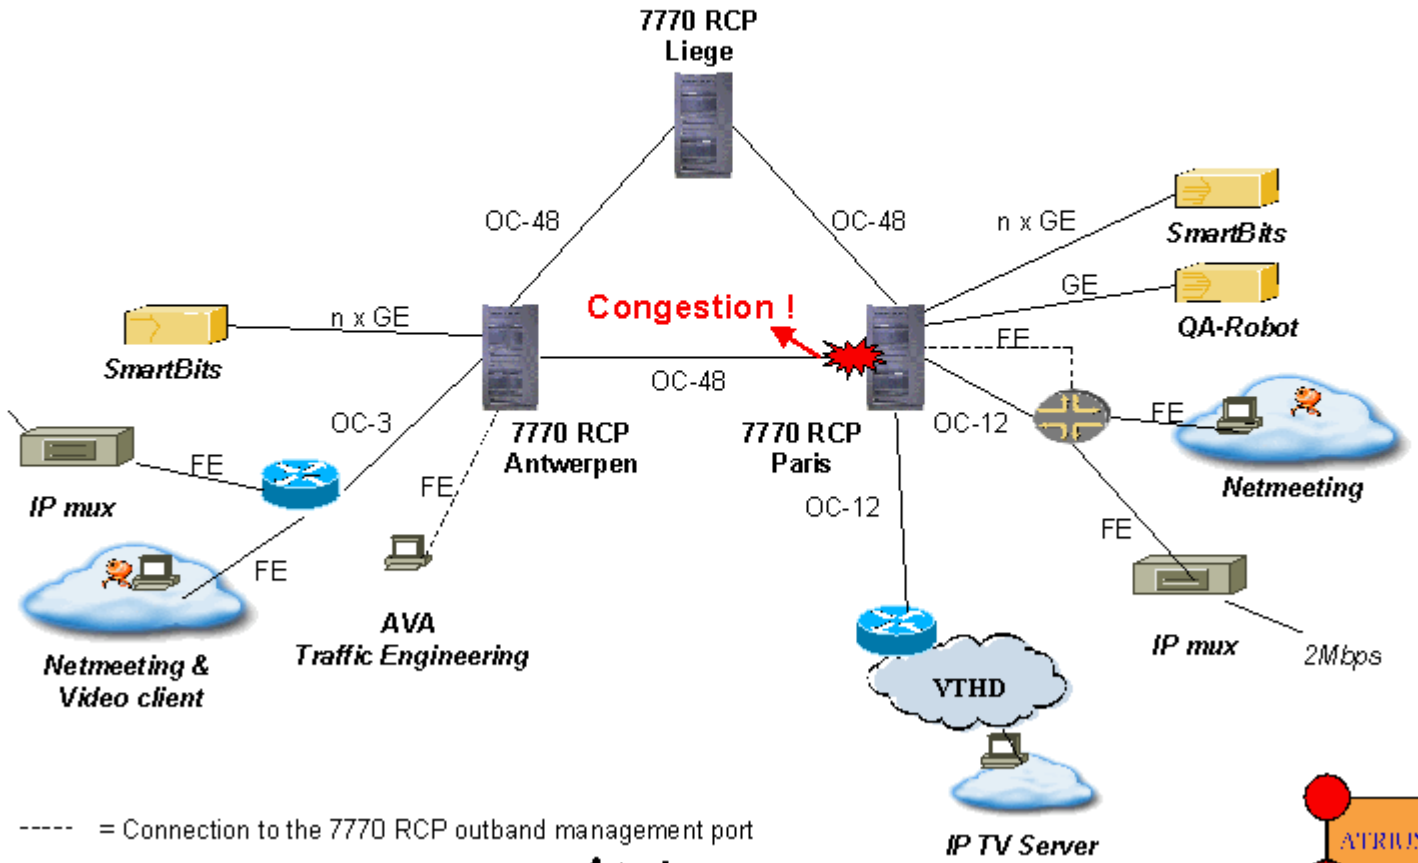 7770 RCP
Liege
OC-48
OC-48
n x GE
SmartBits
GE
QA-Robot
Congestion !
n x GE
SmartBits
FE
OC-48
OC-3
7770 RCP
Antwerpen
7770 RCP
Paris
OC-12
FE
Netmeeting
FE
IP mux
FE
OC-12
FE
FE
IP mux
2Mbps
AVA
Traffic Engineering
Netmeeting &
Video client
VTHD
----- = Connection to the 7770 RCP outband management port
IP TV Server